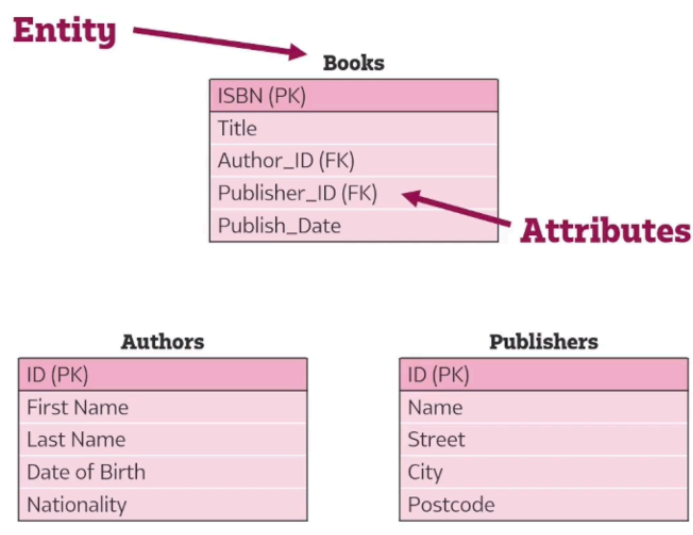 Entity
Books
ISBN (PK)
Title
Author_ID (FK)
Publisher_ID (FK)
Publish_Date
Attributes
Authors
ID (PK)
First Name
Last Name
Date of Birth
Nationality
Publishers
ID (PK)
Name
Street
City
Postcode